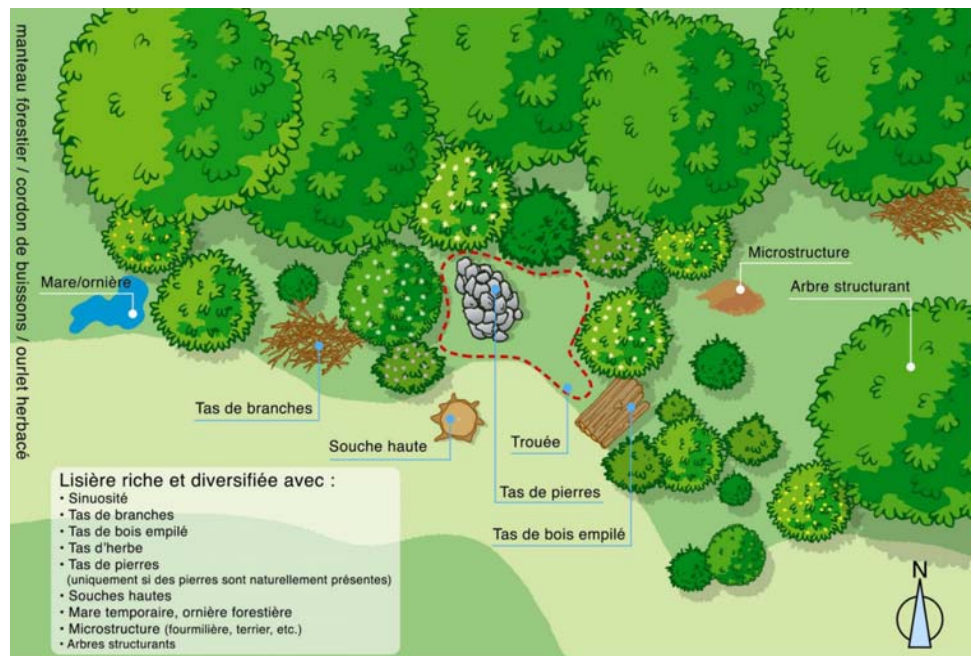 manteau fôrestier / cordon de buissons / ourlet herbacé
Mare/ornière
Microstructure
Arbre structurant
Tas de branches
Souche haute
Trouée
Tas de pierres
Tas de bois empilé
Lisière riche et diversifiée avec :
• Sinuosité
• Tas de branches
• Tas de bois empilé
• Tas d'herbe
• Tas de pierres
(uniquement si des pierres sont naturellement présentes)
• Souches hautes
• Mare temporaire, ornière forestière
• Microstructure (fourmilière, terrier, etc.)
• Arbres structurants
N